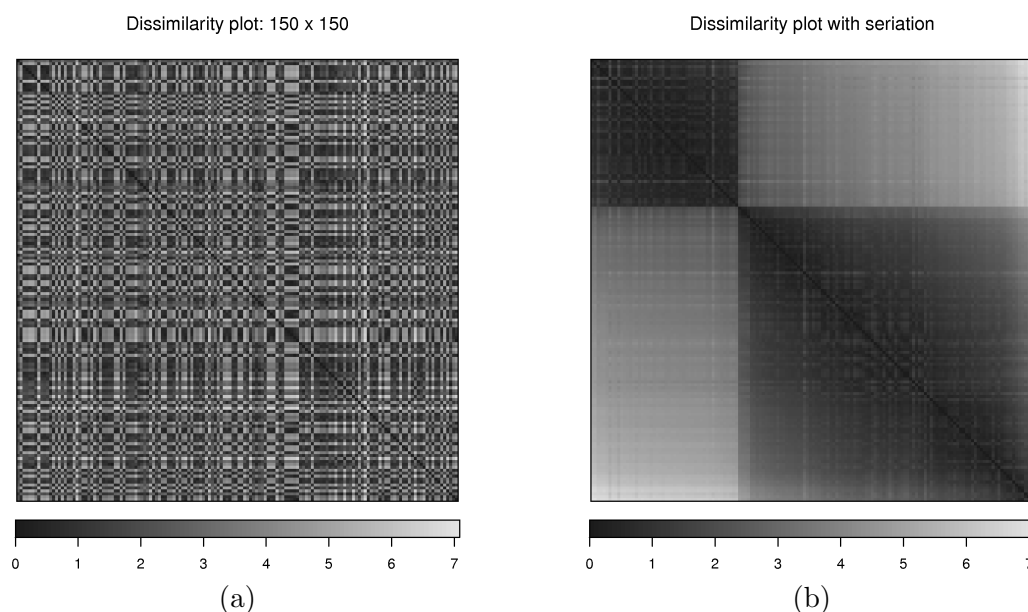 Dissimilarity plot: 150 x 150
Dissimilarity plot with seriation
0 1 2 3 4 5 6 7
0 1 2 3 4 5 6 7
(a)
(b)